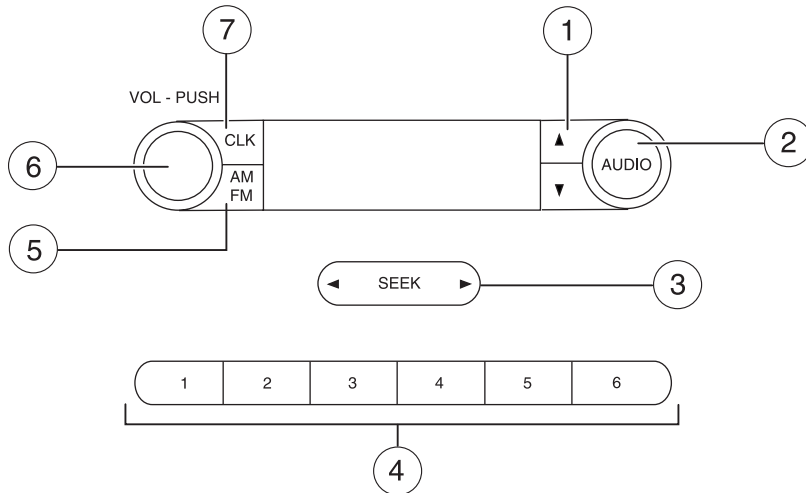 7
1
VOL - PUSH
CLK
▲
2
6
AUDIO
AM
FM
▼
5
◄ SEEK ►
3
1 2 3 4 5 6
4